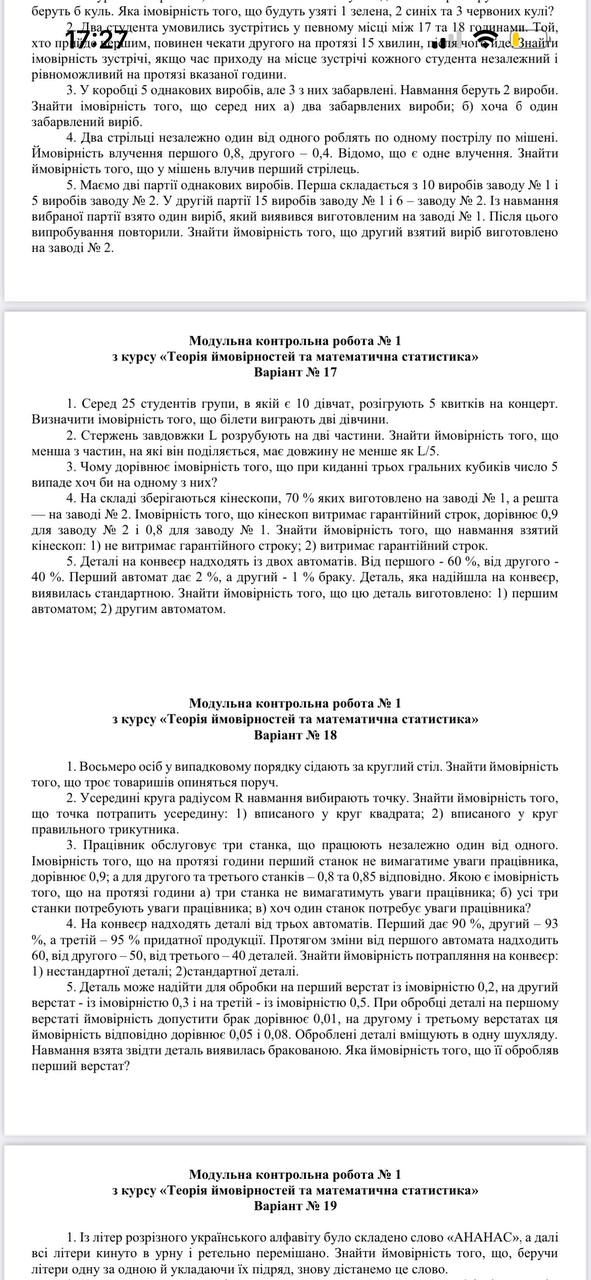 беруть 6 куль. Яка імовірність того, що будуть узяті 1 зелена, 2 синіх та 3 червоних кулі?
2. Два студента умовились зустрітись у певному місці між 17 та 18 годинами. Той,
17:27
хто прийде першим, повинен чекати другого на протязі 15 хвилин, після чого йде. Знайти
імовірність зустрічі, якщо час приходу на місце зустрічі кожного студента незалежний і
рівноможливий на протязі вказаної години.
3. У коробці 5 однакових виробів, але 3 з них забарвлені. Навмання беруть 2 вироби.
Знайти імовірність того, що серед них а) два забарвлених вироби; б) хоча б один
забарвлений виріб.
4. Два стрільці незалежно один від одного роблять по одному пострілу по мішені.
Ймовірність влучення першого 0,8, другого – 0,4. Відомо, що є одне влучення. Знайти
ймовірність того, що у мішень влучив перший стрілець.
5. Маємо дві партії однакових виробів. Перша складається з 10 виробів заводу № 1 і
5 виробів заводу № 2. У другій партії 15 виробів заводу № 1 і 6 – заводу № 2. Із навмання
вибраної партії взято один виріб, який виявився виготовленим на заводі № 1. Після цього
випробування повторили. Знайти ймовірність того, що другий взятий виріб виготовлено
на заводі № 2.
Модульна контрольна робота № 1
з курсу «Теорія ймовірностей та математична статистика»
Варіант № 17
1. Серед 25 студентів групи, в якій є 10 дівчат, розігрують 5 квитків на концерт.
Визначити імовірність того, що білети виграють дві дівчини.
2. Стержень завдовжки L розрубують на дві частини. Знайти ймовірність того, що
менша з частин, на які він поділяється, має довжину не менше як L/5.
3. Чому дорівнює імовірність того, що при киданні трьох гральних кубиків число 5
випаде хоч би на одному з них?
4. На складі зберігаються кінескопи, 70 % яких виготовлено на заводі № 1, а решта
— на заводі № 2. Імовірність того, що кінескоп витримає гарантійний строк, дорівнює 0,9
для заводу № 2 і 0,8 для заводу № 1. Знайти ймовірність того, що навмання взятий
кінескоп: 1) не витримає гарантійного строку; 2) витримає гарантійний строк.
5. Деталі на конвеєр надходять із двох автоматів. Від першого - 60 %, від другого -
40 %. Перший автомат дає 2 %, а другий - 1 % браку. Деталь, яка надійшла на конвеєр,
виявилась стандартною. Знайти ймовірність того, що цю деталь виготовлено: 1) першим
автоматом; 2) другим автоматом.
Модульна контрольна робота № 1
з курсу «Теорія ймовірностей та математична статистика»
Варіант № 18
1. Восьмеро осіб у випадковому порядку сідають за круглий стіл. Знайти ймовірність
того, що троє товаришів опиняться поруч.
2. Усередині круга радіусом R навмання вибирають точку. Знайти ймовірність того,
що точка потрапить усередину: 1) вписаного у круг квадрата; 2) вписаного у круг
правильного трикутника.
3. Працівник обслуговує три станка, що працюють незалежно один від одного.
Імовірність того, що на протязі години перший станок не вимагатиме уваги працівника,
дорівнює 0,9; а для другого та третього станків – 0,8 та 0,85 відповідно. Якою є імовірність
того, що на протязі години а) три станка не вимагатимуть уваги працівника; б) усі три
станки потребують уваги працівника; в) хоч один станок потребує уваги працівника?
4. На конвеєр надходять деталі від трьох автоматів. Перший дає 90 %, другий – 93
%, а третій – 95 % придатної продукції. Протягом зміни від першого автомата надходить
60, від другого – 50, від третього – 40 деталей. Знайти ймовірність потрапляння на конвеєр:
1) нестандартної деталі; 2)стандартної деталі.
5. Деталь може надійти для обробки на перший верстат із імовірністю 0,2, на другий
верстат - із імовірністю 0,3 і на третій - із імовірністю 0,5. При обробці деталі на першому
верстаті ймовірність допустити брак дорівнює 0,01, на другому і третьому верстатах ця
ймовірність відповідно дорівнює 0,05 і 0,08. Оброблені деталі вміщують в одну шухляду.
Навмання взята звідти деталь виявилась бракованою. Яка ймовірність того, що її обробляв
перший верстат?
Модульна контрольна робота № 1
з курсу «Теорія ймовірностей та математична статистика»
Варіант № 19
1. Із літер розрізного українського алфавіту було складено слово «АНАНАС», а далі
всі літери кинуто в урну і ретельно перемішано. Знайти ймовірність того, що, беручи
літери одну за одною й укладаючи їх підряд, знову дістанемо це слово.